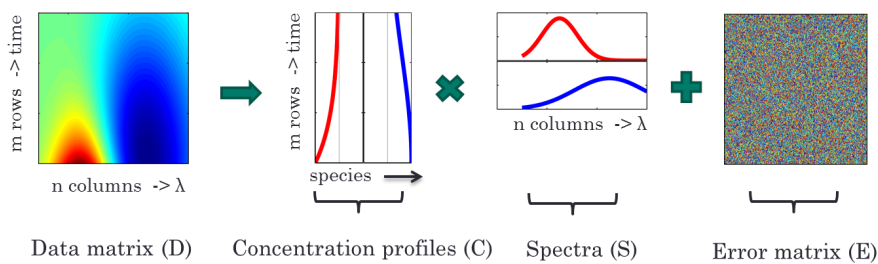 m rows -> time
n columns -> λ
m rows -> time
species
n columns -> λ
Data matrix (D)
Concentration profiles (C)
Spectra (S)
Error matrix (E)